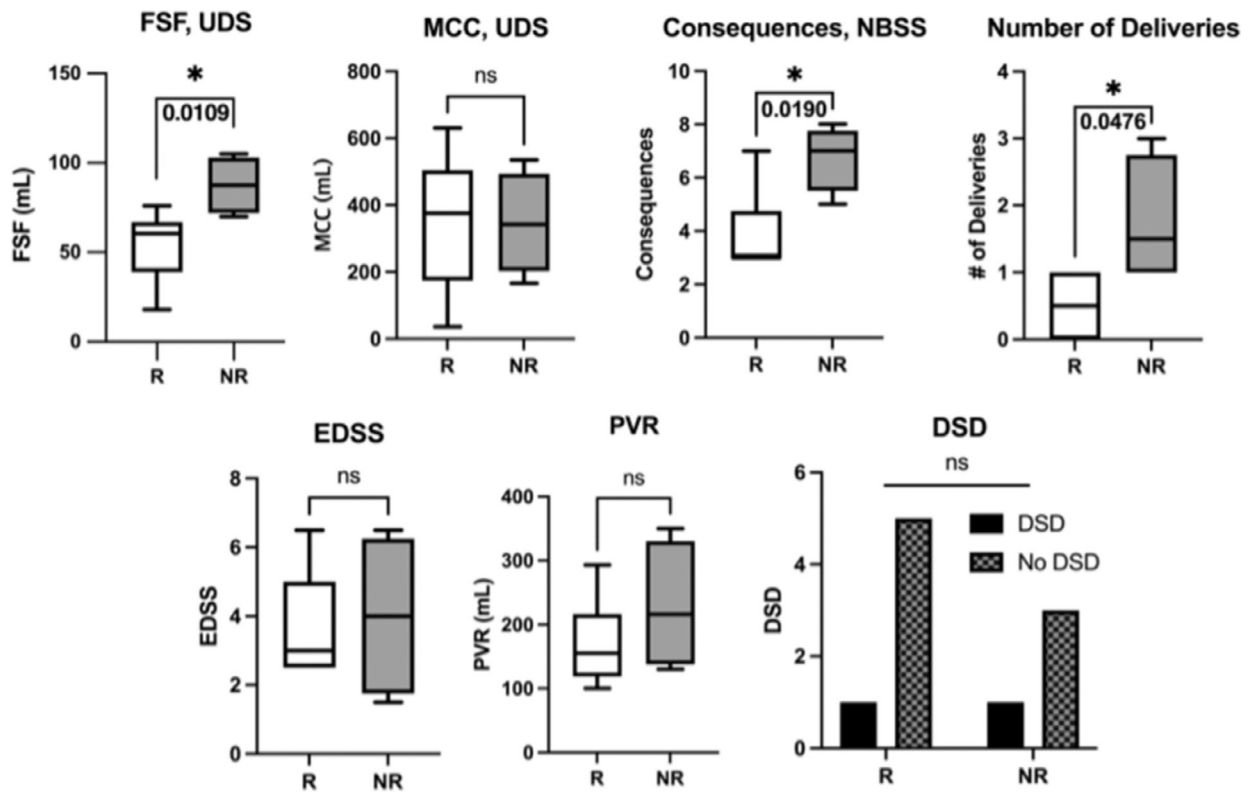 FSF, UDS
MCC, UDS
Consequences, NBSS
Number of Deliveries
FSF (mL)
150
100
50
0
*
0.0109
R
NR
MCC (mL)
800
600
400
200
0
ns
R
NR
Consequences
10
8
6
4
2
0
*
0.0190
R
NR
# of Deliveries
4
3
2
1
0
*
0.0476
R
NR
EDSS
EDSS
8
6
4
2
0
ns
R
NR
PVR
PVR (mL)
400
300
200
100
0
ns
R
NR
DSD
DSD
6
4
2
0
ns
DSD
No DSD
R
NR